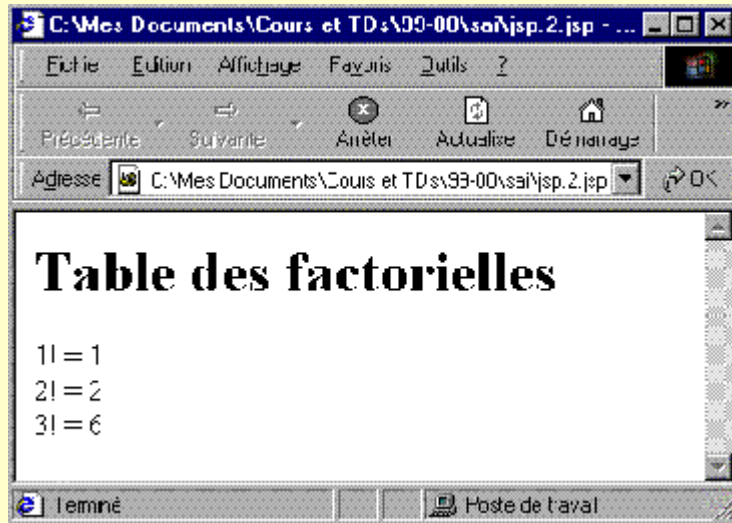 C:\Mes Documents\Cours et TDs\99-00\sai\jsp.2.jsp - ...
Fichier Edition Affichage Favoris Outils ?
Précédente Suivante Arrêter Actualiser Démarrage »
Adresse C:\Mes Documents\Cours et TDs\99-00\sai\jsp.2.jsp OK
Table des factorielles
1! = 1
2! = 2
3! = 6
Terminé Poste de travail